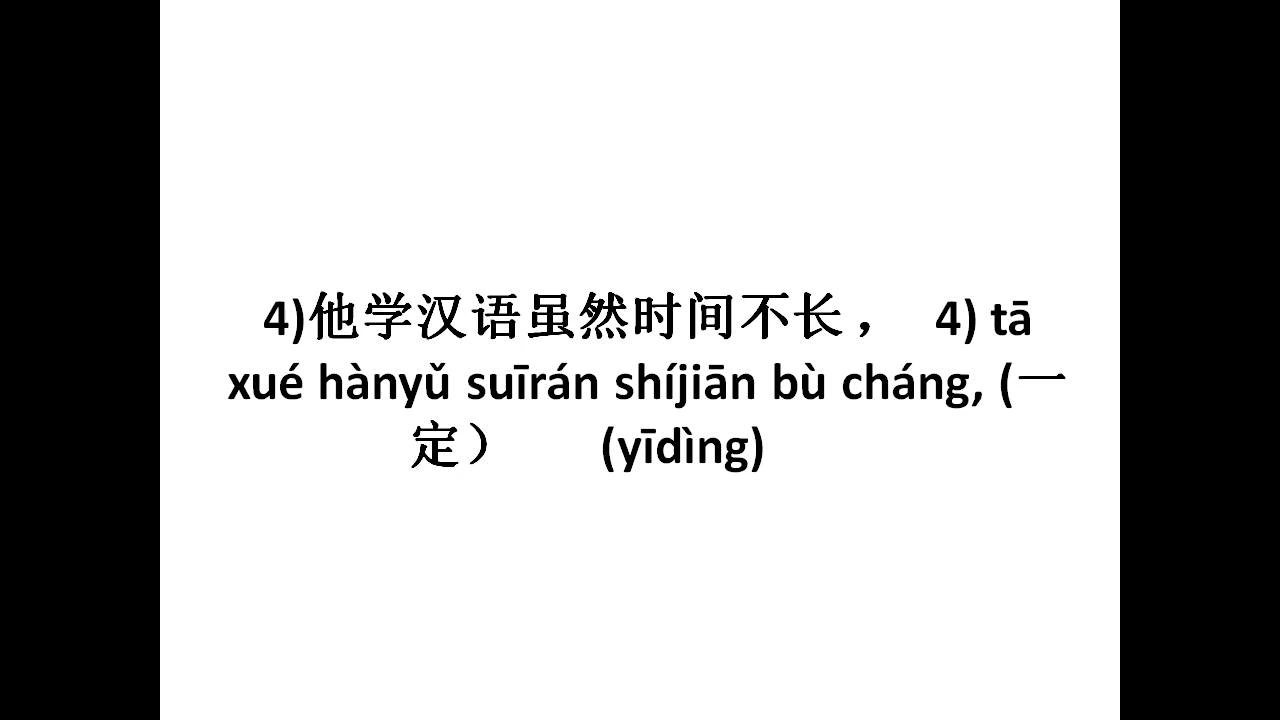 4)他学汉语虽然时间不长， 4) tā
xué hànyǔ suīrán shíjiān bù cháng, (一
定） (yīdìng)